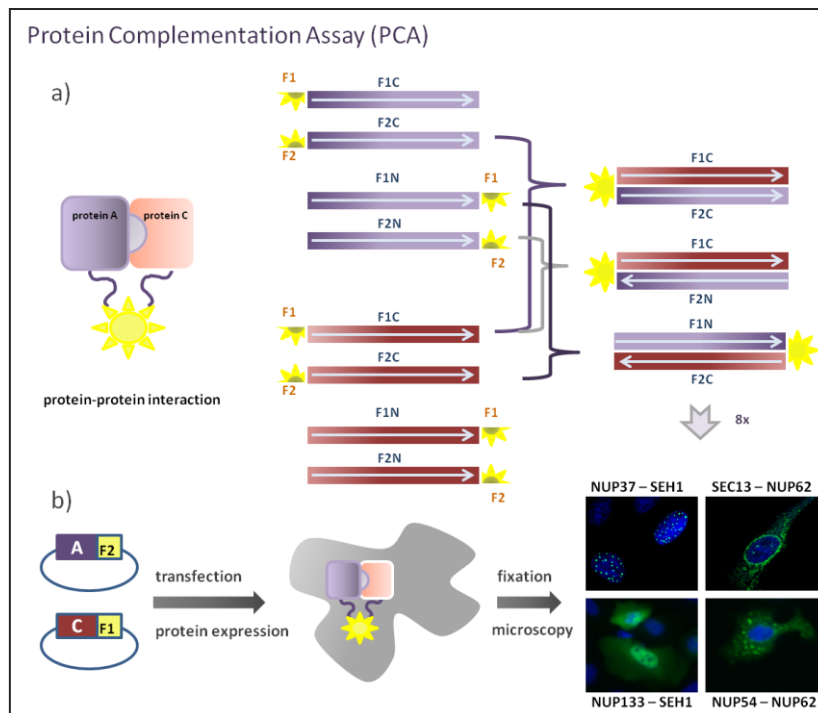 Protein Complementation Assay (PCA)
a)
F1
F1C
F2C
F2
F1N
F1
F2N
F2
protein A
protein C
protein-protein interaction
F1
F1C
F2C
F2
F1N
F1
F2N
F2
F1C
F2C
F1C
F2N
F1N
F2C
8x
b)
A
F2
C
F1
transfection
protein expression
fixation
microscopy
NUP37 – SEH1
SEC13 – NUP62
NUP133 – SEH1
NUP54 – NUP62